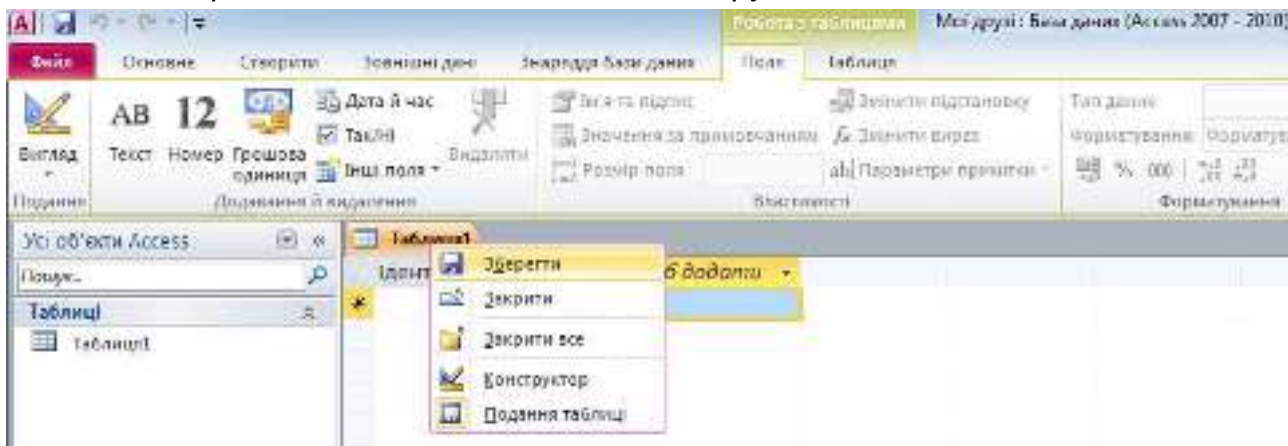 Робота з таблицями Мої друзі : База даних (Access 2007 - 2010)
Файл Основне Створити Зовнішні дані Знаряддя бази даних Поля Таблиця
АВ 12 Дата й час Ім'я та підпис Змінити підстановку Тип даних
Так/Ні Значення за промовчанням fx Змінити вираз Форматування
Вигляд Текст Номер Грошова одиниця Інші поля Видалити Розмір поля ab| Параметри примітки % 000
Подання Додавання й видалення Властивості Форматування
Усі об'єкти Access « Таблиця1
Пошук... Зберегти додати
Таблиці Закрити
Таблиця1 Закрити все
Конструктор
Подання таблиці